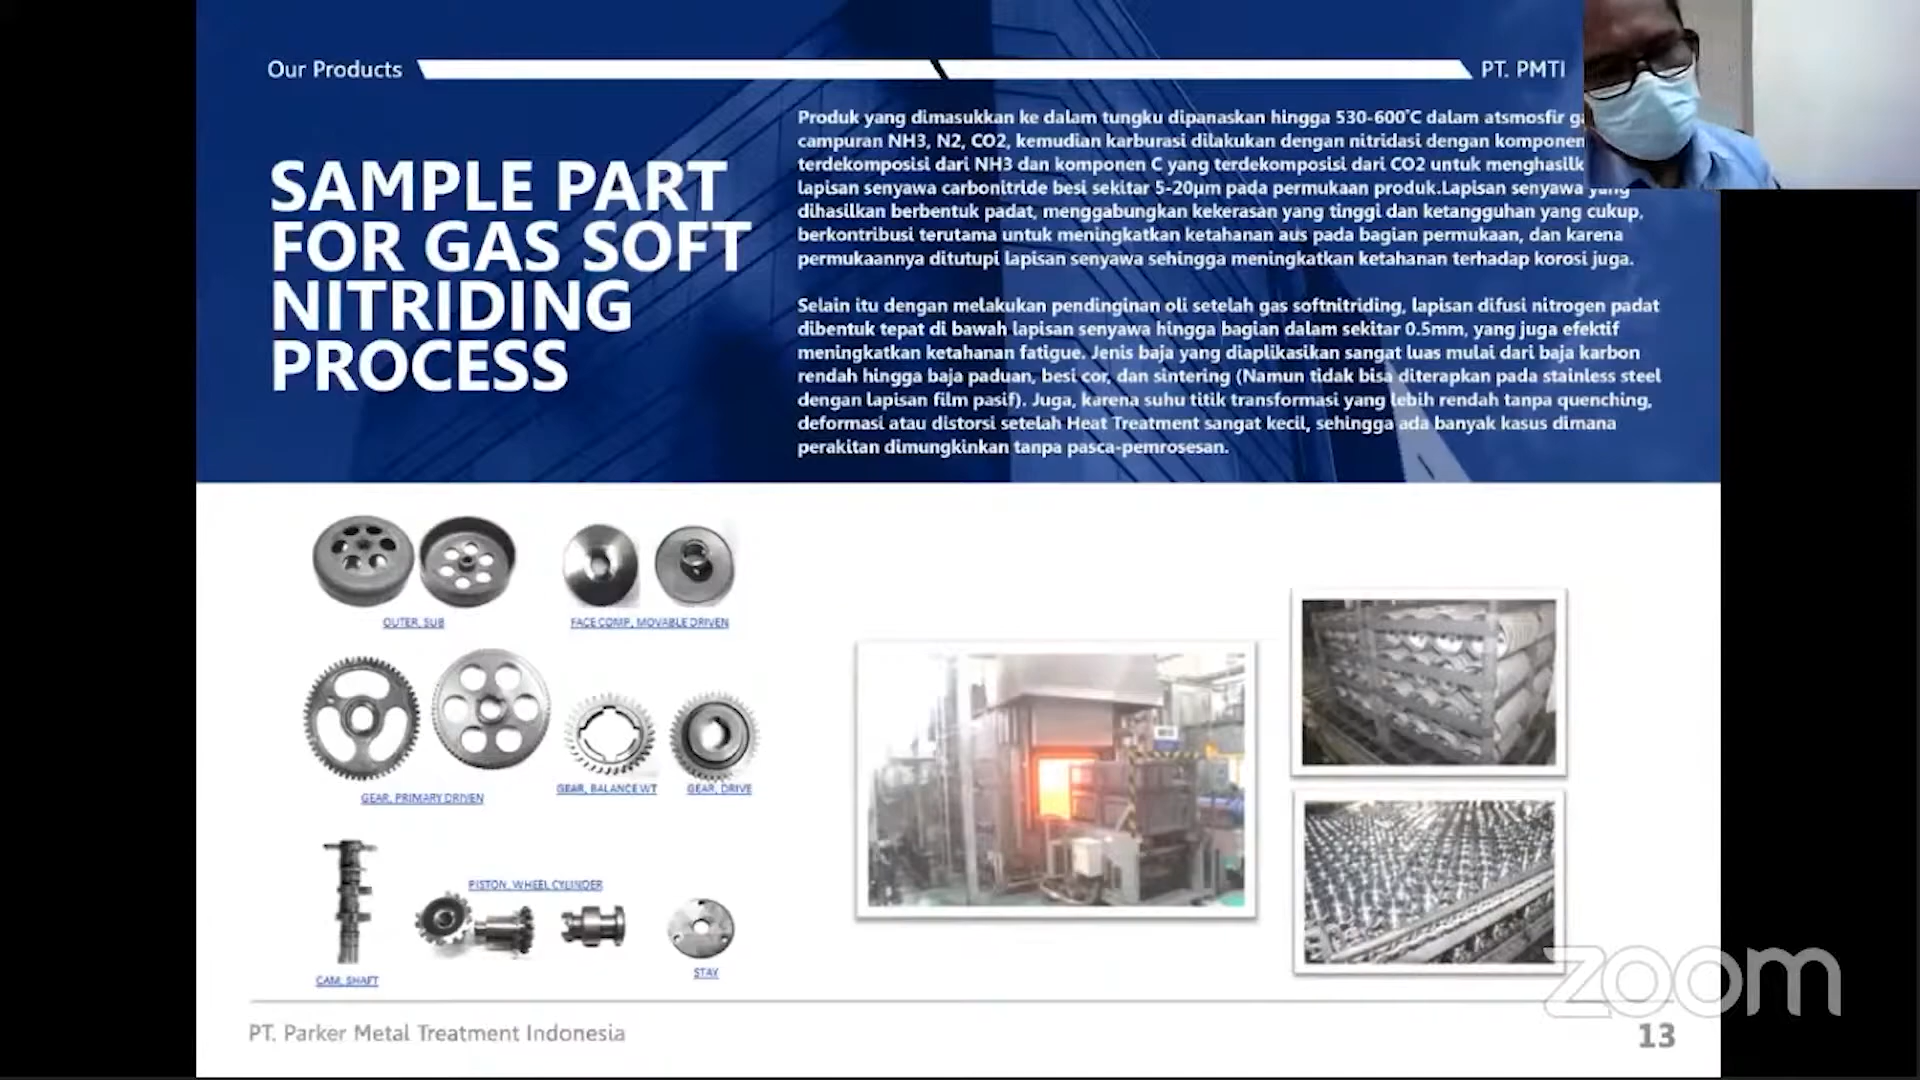 Our Products
PT. PMTI
SAMPLE PART
FOR GAS SOFT
NITRIDING
PROCESS
Produk yang dimasukkan ke dalam tungku dipanaskan hingga 530-600°C dalam atsmosfir
campuran NH3, N2, CO2, kemudian karburasi dilakukan dengan nitridasi dengan komponen
terdekomposisi dari NH3 dan komponen C yang terdekomposisi dari CO2 untuk
lapisan senyawa carbonitride besi sekitar 5-20µm pada permukaan produk.Lapisan senyawa yang
dihasilkan berbentuk padat, menggabungkan kekerasan yang tinggi dan ketangguhan yang cukup,
berkontribusi terutama untuk meningkatkan ketahanan aus pada bagian permukaan, dan karena
permukaannya ditutupi lapisan senyawa sehingga meningkatkan ketahanan terhadap korosi juga.
Selain itu dengan melakukan pendinginan oli setelah gas softnitriding, lapisan difusi nitrogen padat
dibentuk tepat di bawah lapisan senyawa hingga bagian dalam sekitar 0.5mm, yang juga efektif
meningkatkan ketahanan fatigue. Jenis baja yang diaplikasikan sangat luas mulai dari baja karbon
rendah hingga baja paduan, besi cor, dan sintering (Namun tidak bisa diterapkan pada stainless steel
dengan lapisan film pasif). Juga, karena suhu titik transformasi yang lebih rendah tanpa quenching,
deformasi atau distorsi setelah Heat Treatment sangat kecil, sehingga ada banyak kasus dimana
perakitan dimungkinkan tanpa pasca-pemrosesan.
OUTER, SUB
FACE COMP, MOVABLE DRIVEN
GEAR, PRIMARY DRIVEN
GEAR, BALANCE WT
GEAR, DRIVE
PISTON, WHEEL CYLINDER
CAM, SHAFT
STAY
zoom
PT. Parker Metal Treatment Indonesia
13